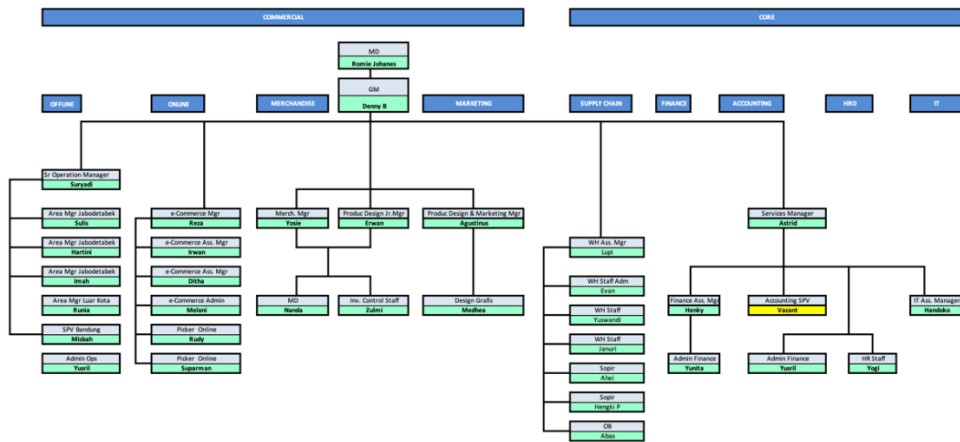 COMMERCIAL
CORE
MD
Romie Johanes
GM
Denny B
OFFLINE
ONLINE
MERCHANDISE
MARKETING
SUPPLY CHAIN
FINANCE
ACCOUNTING
HRD
IT
Sr Operation Manager
Suryadi
Area Mgr Jabodetabek
Sulis
Area Mgr Jabodetabek
Hartini
Area Mgr Jabodetabek
Imah
Area Mgr Luar Kota
Runia
SPV Bandung
Misbah
Admin Ops
Yusril
e-Commerce Mgr
Reza
e-Commerce Ass. Mgr
Irwan
e-Commerce Ass. Mgr
Ditha
e-Commerce Admin
Melani
Picker Online
Rudy
Picker Online
Suparman
Merch. Mgr
Yosie
Produc Design Jr.Mgr
Erwan
Produc Design & Marketing Mgr
Agustinus
MD
Nanda
Inv. Control Staff
Zulmi
Design Grafis
Medhea
WH Ass. Mgr
Lupi
WH Staff Adm
Evan
WH Staff
Yuswandi
WH Staff
Januri
Sopir
Alwi
Sopir
Hengki P
OB
Abas
Services Manager
Astrid
Finance Ass. Mgr
Henky
Accounting SPV
Vacant
IT Ass. Manager
Handoko
Admin Finance
Yunita
Admin Finance
Yusril
HR Staff
Yogi